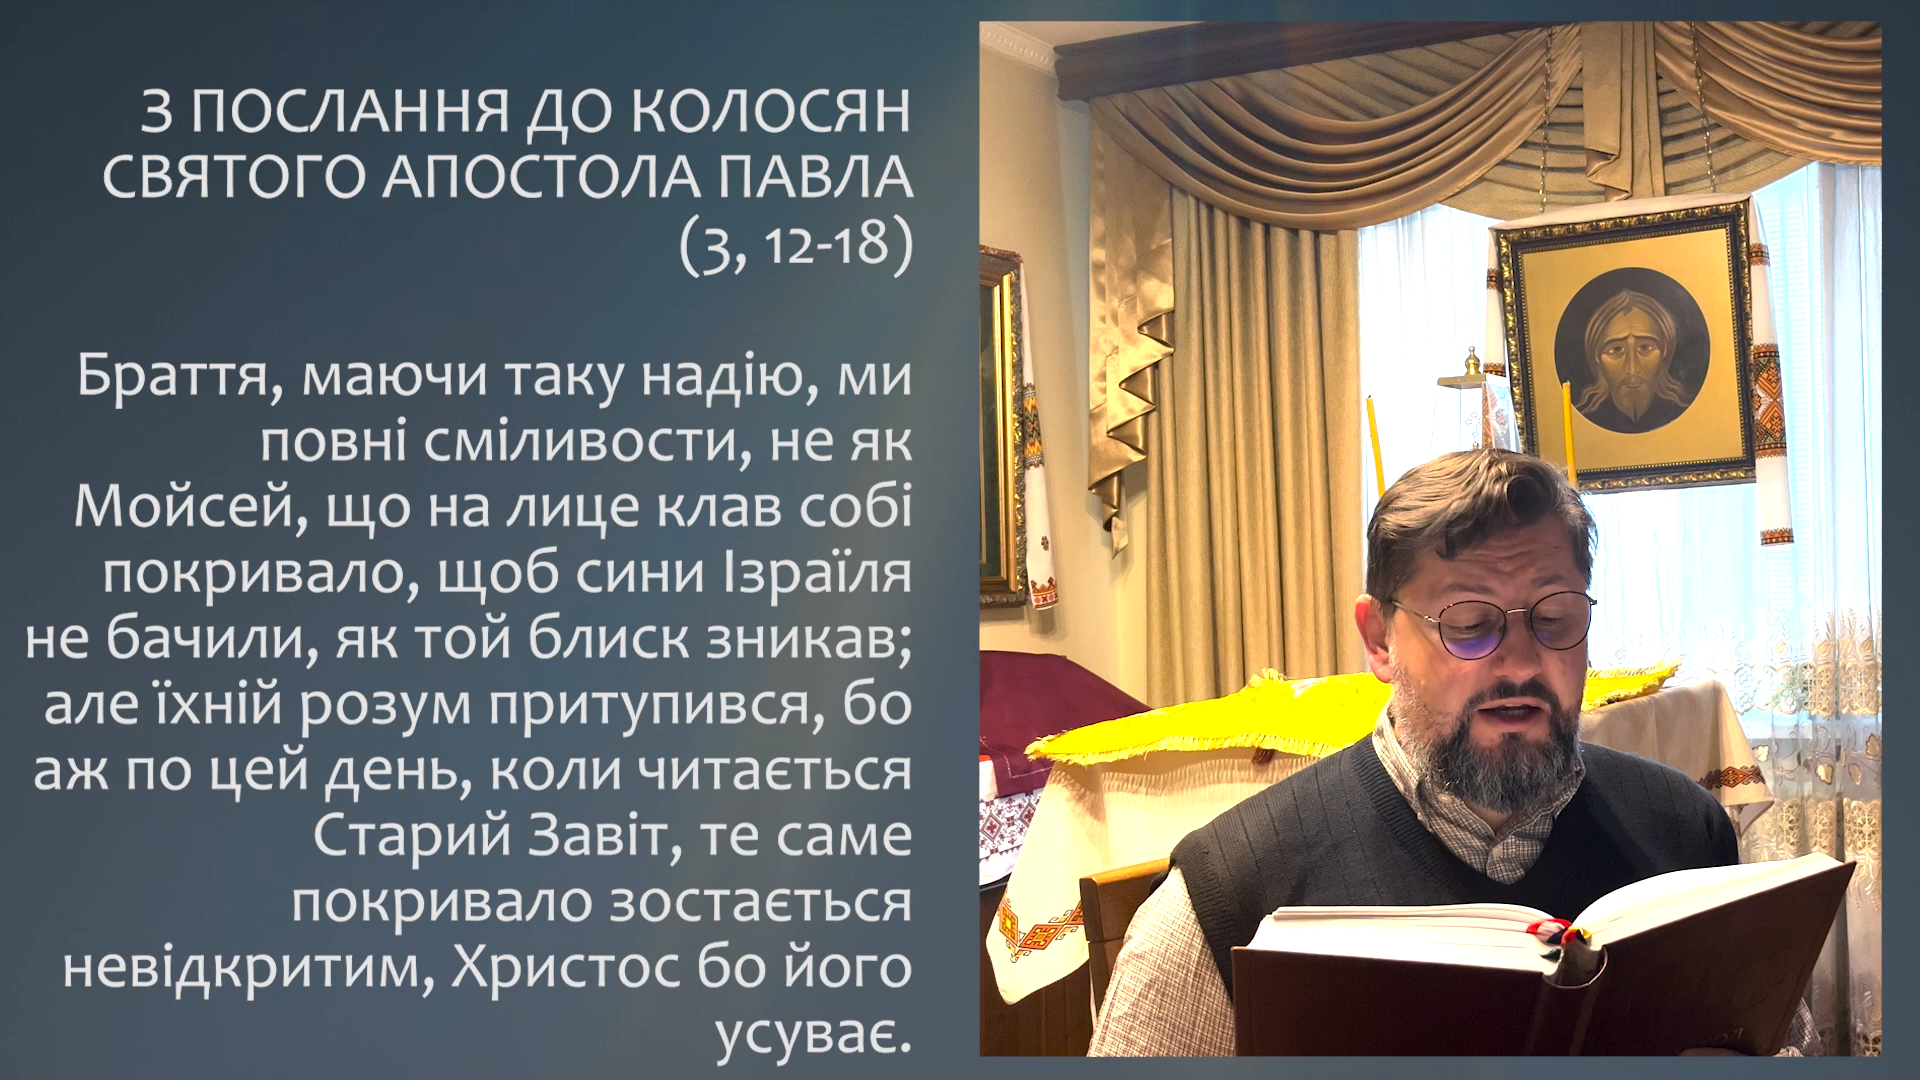 З ПОСЛАННЯ ДО КОЛОСЯН
СВЯТОГО АПОСТОЛА ПАВЛА
(3, 12-18)
Браття, маючи таку надію, ми
повні сміливости, не як
Мойсей, що на лице клав собі
покривало, щоб сини Ізраїля
не бачили, як той блиск зникав;
але їхній розум притупився, бо
аж по цей день, коли читається
Старий Завіт, те саме
покривало зостається
невідкритим, Христос бо його
усуває.